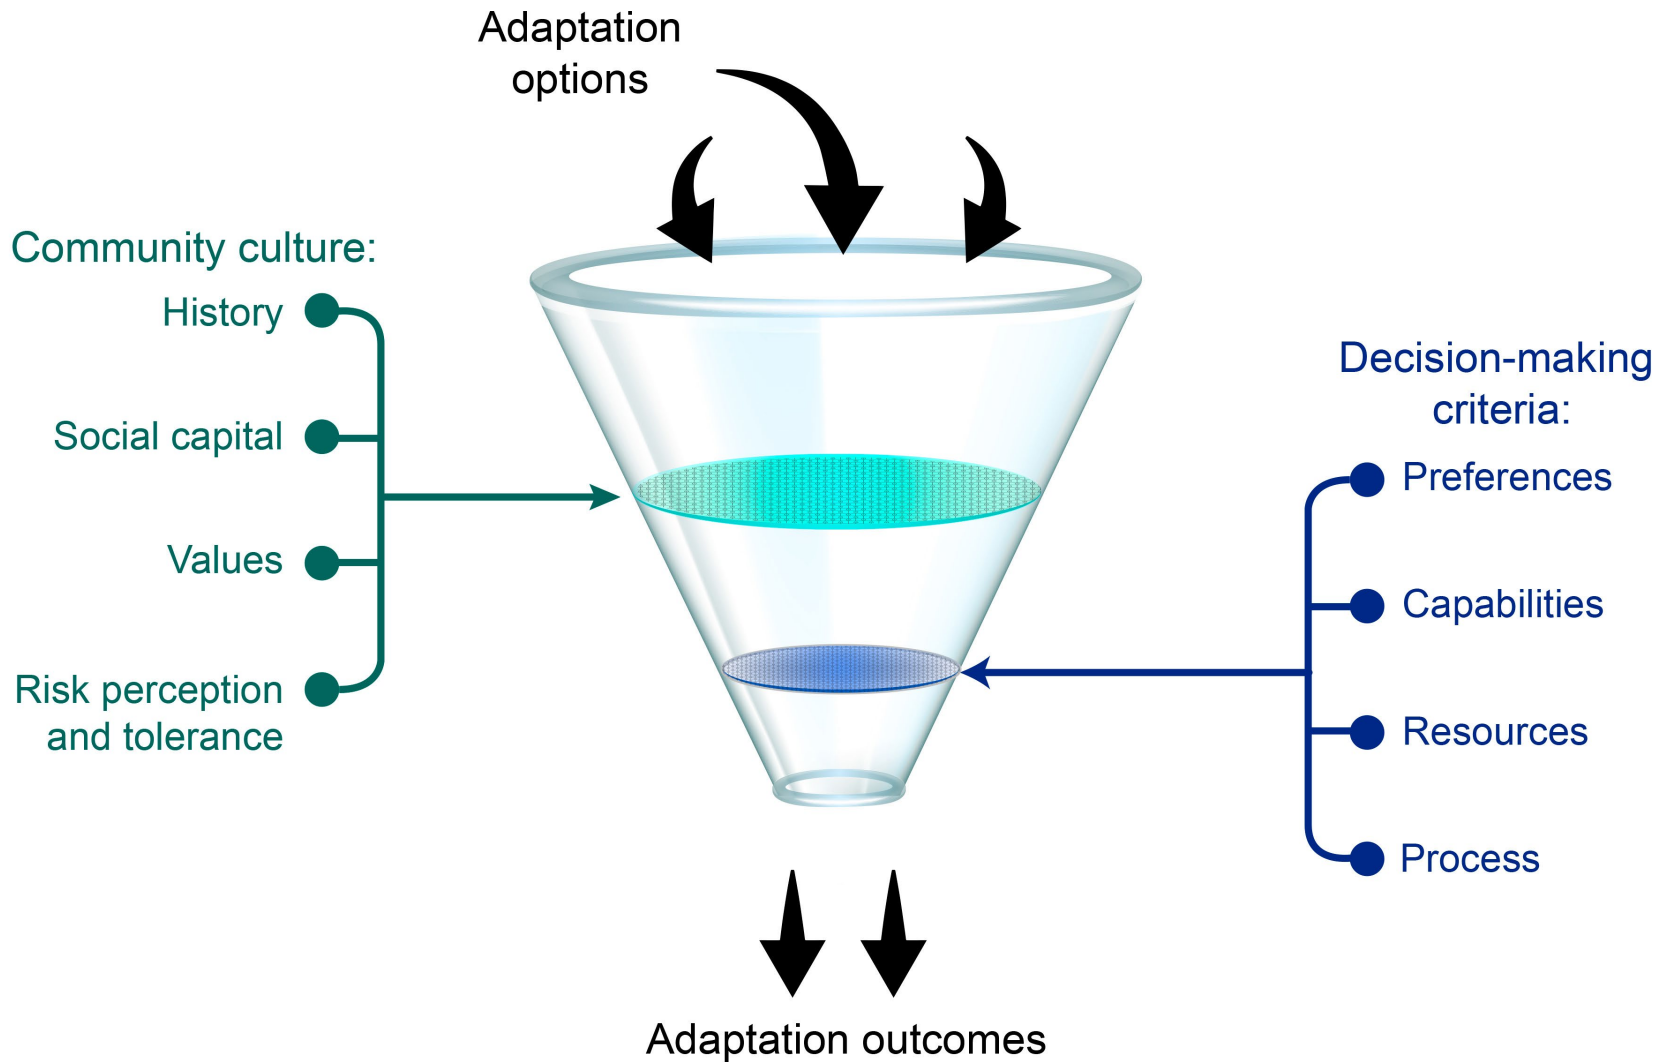 Adaptation
options
Community culture:
History
Social capital
Values
Risk perception
and tolerance
Decision-making
criteria:
Preferences
Capabilities
Resources
Process
Adaptation outcomes